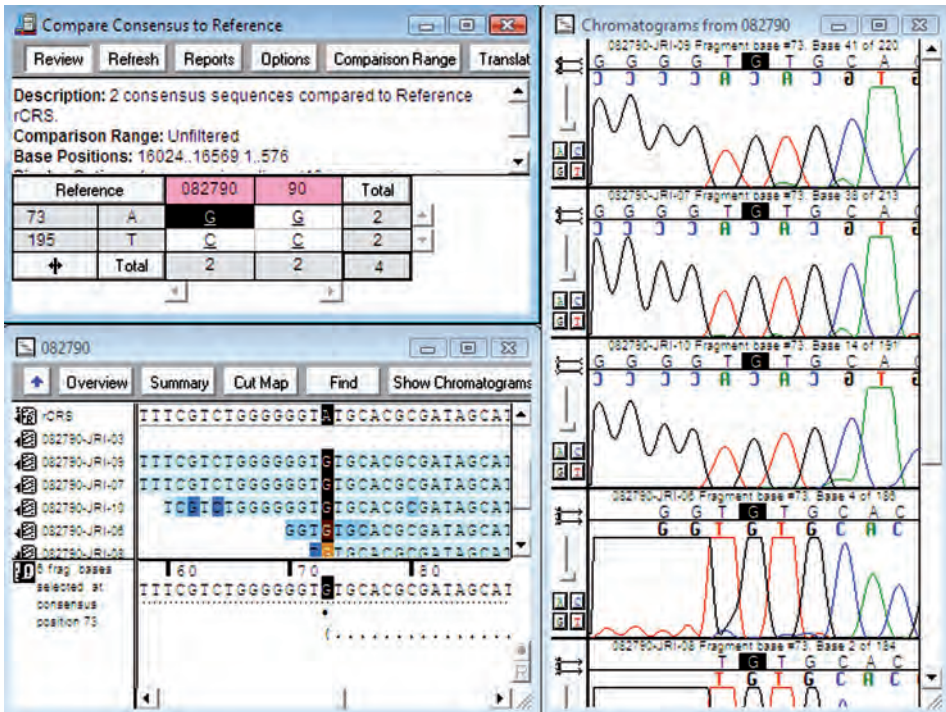 Compare Consensus to Reference
Review Refresh Reports Options Comparison Range Translat
Description: 2 consensus sequences compared to Reference
rCRS.
Comparison Range: Unfiltered
Base Positions: 16024..16569 1..576
Reference 082790 90 Total
73 A G G 2
195 T C C 2
Total 2 2 4
082790
Overview Summary Cut Map Find Show Chromatograms
rCRS TTTCGTCTGGGGGGTATGCACGCGATAGCAT
082790-JRI-03
082790-JRI-09 TTTCGTCTGGGGGGTGTGCACGCGATAGCAT
082790-JRI-07 TTTCGTCTGGGGGGTGTGCACGCGATAGCAT
082790-JRI-10 TCGTCTGGGGGGTGTGCACGCGATAGCAT
082790-JRI-06 GGTGTGCACGCGATAGCAT
082790-JRI-08 TGTGCACGCGATAGCAT
6 frag. bases
selected at
consensus
position 73
60 70 80
TTTCGTCTGGGGGGTGTGCACGCGATAGCAT
Chromatograms from 082790
082790-JRI-09 Fragment base #73. Base 41 of 220
G G G G T G T G C A C
C C C C A C A C G T G
A C
G T
082790-JRI-07 Fragment base #73. Base 38 of 213
G G G G T G T G C A C
C C C C A C A C G T G
A C
G T
082790-JRI-10 Fragment base #73. Base 14 of 191
G G G G T G T G C A C
C C C C A C A C G T G
A C
G T
082790-JRI-06 Fragment base #73. Base 4 of 186
G G T G T G C A C
G G T G T G C A C
A C
G T
082790-JRI-08 Fragment base #73. Base 2 of 184
T G T G C A C
T G T G C A C